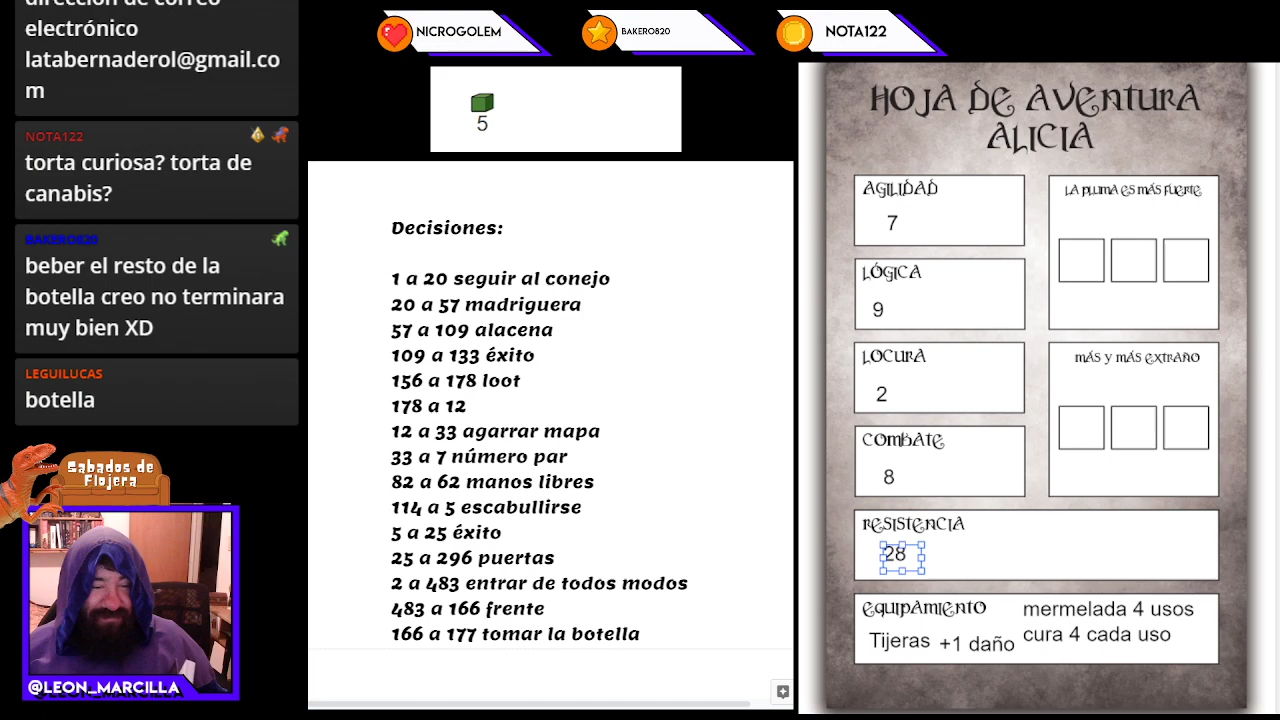 dirección de correo
electrónico
latabernaderol@gmail.co
m
NOTA122
torta curiosa? torta de
canabis?
BAKERO820
beber el resto de la
botella creo no terminara
muy bien XD
LEGUILUCAS
botella
Sabados de
Flojera
@LEON_MARCILLA
NICROGOLEM
BAKERO820
NOTA122
5
Decisiones:
1 a 20 seguir al conejo
20 a 57 madriguera
57 a 109 alacena
109 a 133 éxito
156 a 178 loot
178 a 12
12 a 33 agarrar mapa
33 a 7 número par
82 a 62 manos libres
114 a 5 escabullirse
5 a 25 éxito
25 a 296 puertas
2 a 483 entrar de todos modos
483 a 166 frente
166 a 177 tomar la botella
HOJA DE AVENTURA
ALICIA
AGILIDAD
7
LÓGICA
9
LOCURA
2
COMBATE
8
LA PLUMA ES MÁS FUERTE
MÁS Y MÁS EXTRAÑO
RESISTENCIA
28
EQUIPAMIENTO
Tijeras +1 daño
mermelada 4 usos
cura 4 cada uso